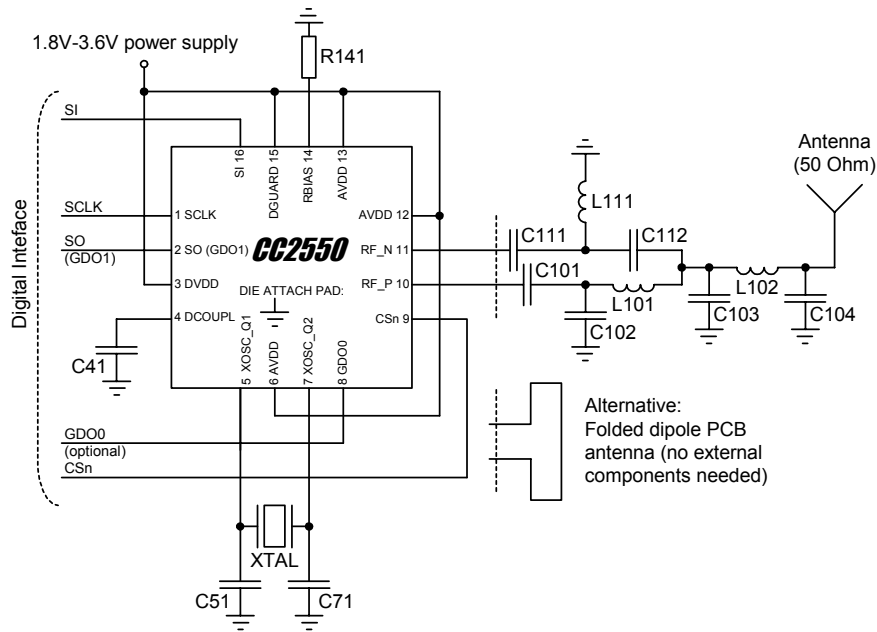 1.8V-3.6V power supply
R141
Digital Inteface
SI
SCLK
SO
(GDO1)
SI 16
DGUARD 15
RBIAS 14
AVDD 13
1 SCLK
2 SO (GDO1)
3 DVDD
4 DCOUPL
CC2550
DIE ATTACH PAD:
AVDD 12
RF_N 11
RF_P 10
CSn 9
5 XOSC_Q1
6 AVDD
7 XOSC_Q2
8 GDO0
C41
GDO0
(optional)
CSn
XTAL
C51
C71
Antenna
(50 Ohm)
L111
C111
C112
C101
L101
C102
L102
C103
C104
Alternative:
Folded dipole PCB
antenna (no external
components needed)